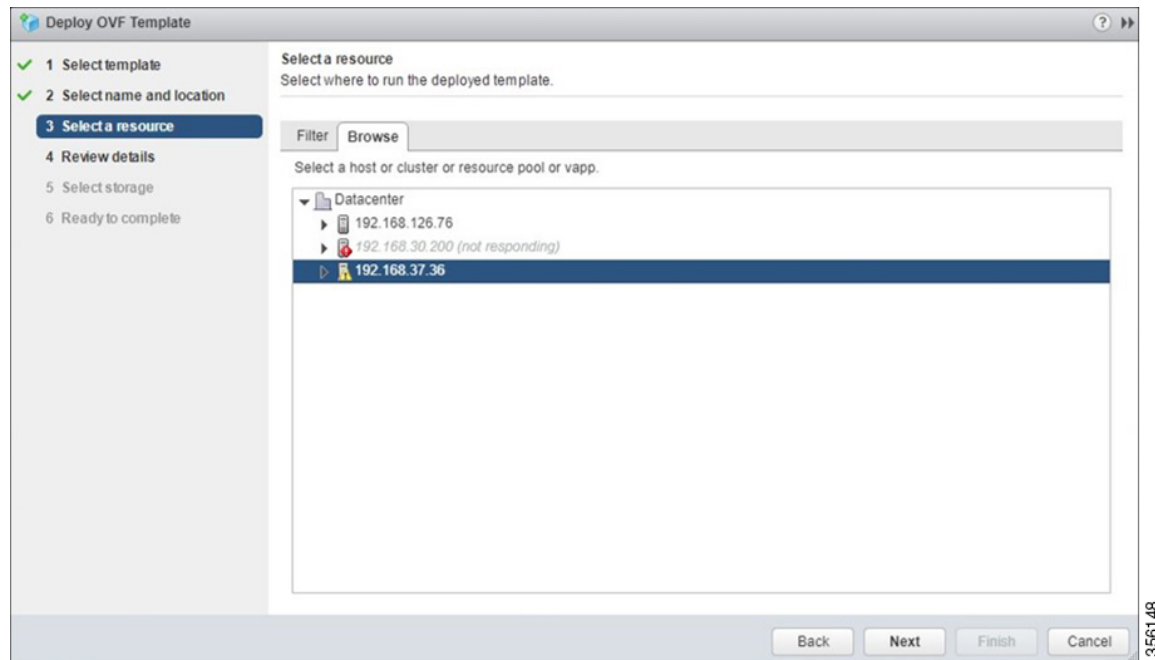 Deploy OVF Template
1 Select template
2 Select name and location
3 Select a resource
4 Review details
5 Select storage
6 Ready to complete
Select a resource
Select where to run the deployed template.
Filter Browse
Select a host or cluster or resource pool or vapp.
Datacenter
192.168.126.76
192.168.30.200 (not responding)
192.168.37.36
Back Next Finish Cancel
356148